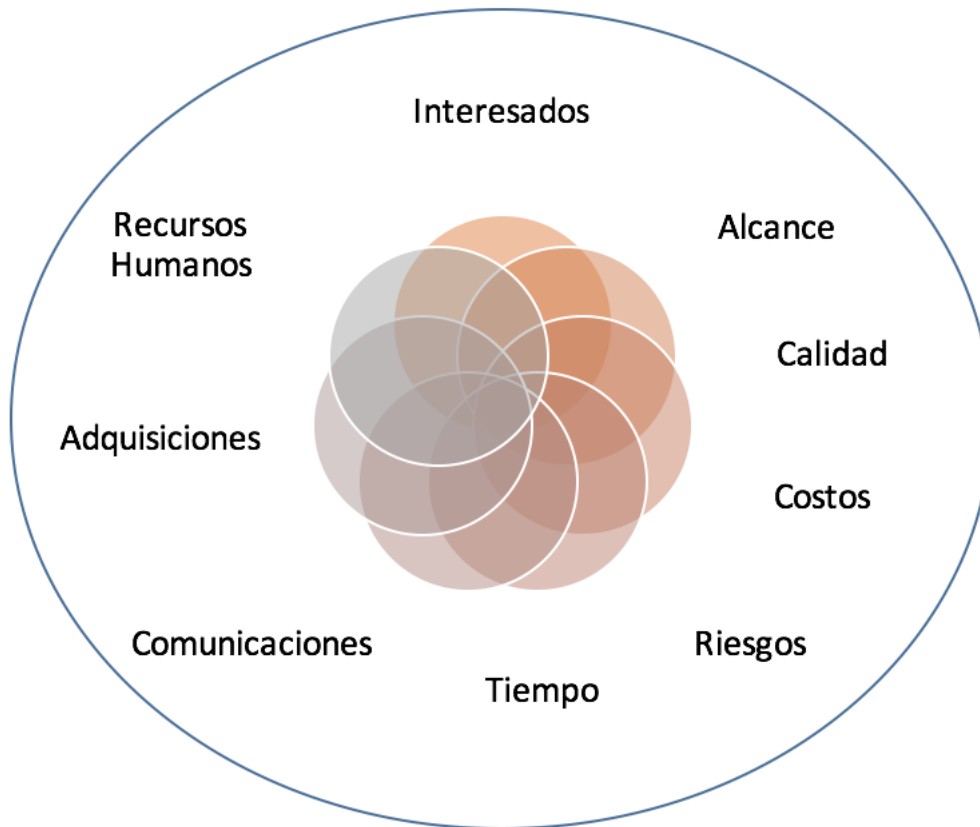 Interesados
Recursos
Humanos
Alcance
Calidad
Adquisiciones
Costos
Comunicaciones
Riesgos
Tiempo